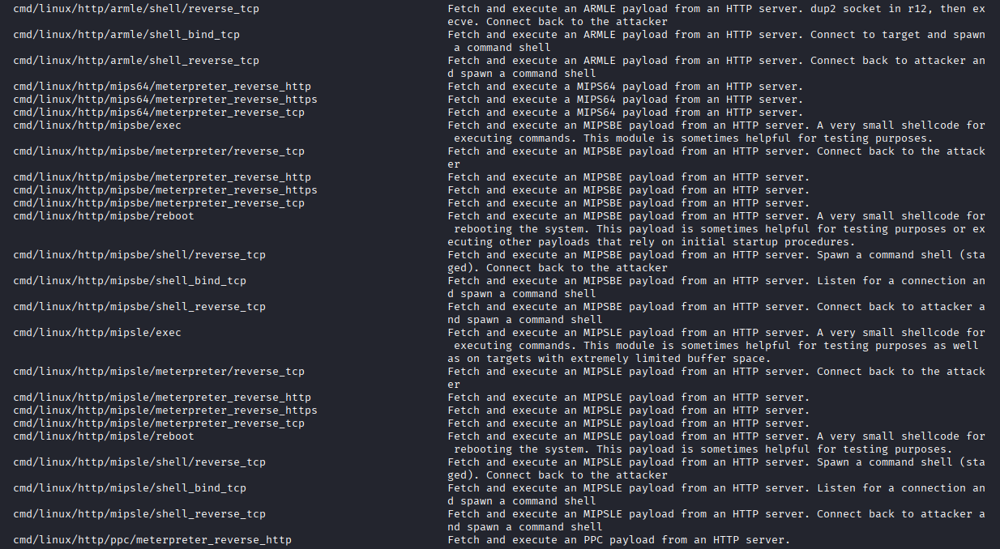 cmd/linux/http/armle/shell/reverse_tcp Fetch and execute an ARMLE payload from an HTTP server. dup2 socket in r12, then ex
ecve. Connect back to the attacker
cmd/linux/http/armle/shell_bind_tcp Fetch and execute an ARMLE payload from an HTTP server. Connect to target and spawn
a command shell
cmd/linux/http/armle/shell_reverse_tcp Fetch and execute an ARMLE payload from an HTTP server. Connect back to attacker an
d spawn a command shell
cmd/linux/http/mips64/meterpreter_reverse_http Fetch and execute a MIPS64 payload from an HTTP server.
cmd/linux/http/mips64/meterpreter_reverse_https Fetch and execute a MIPS64 payload from an HTTP server.
cmd/linux/http/mips64/meterpreter_reverse_tcp Fetch and execute a MIPS64 payload from an HTTP server.
cmd/linux/http/mipsbe/exec Fetch and execute an MIPSBE payload from an HTTP server. A very small shellcode for
executing commands. This module is sometimes helpful for testing purposes.
cmd/linux/http/mipsbe/meterpreter/reverse_tcp Fetch and execute an MIPSBE payload from an HTTP server. Connect back to the attack
er
cmd/linux/http/mipsbe/meterpreter_reverse_http Fetch and execute an MIPSBE payload from an HTTP server.
cmd/linux/http/mipsbe/meterpreter_reverse_https Fetch and execute an MIPSBE payload from an HTTP server.
cmd/linux/http/mipsbe/meterpreter_reverse_tcp Fetch and execute an MIPSBE payload from an HTTP server.
cmd/linux/http/mipsbe/reboot Fetch and execute an MIPSBE payload from an HTTP server. A very small shellcode for
rebooting the system. This payload is sometimes helpful for testing purposes or ex
ecuting other payloads that rely on initial startup procedures.
cmd/linux/http/mipsbe/shell/reverse_tcp Fetch and execute an MIPSBE payload from an HTTP server. Spawn a command shell (sta
ged). Connect back to the attacker
cmd/linux/http/mipsbe/shell_bind_tcp Fetch and execute an MIPSBE payload from an HTTP server. Listen for a connection an
d spawn a command shell
cmd/linux/http/mipsbe/shell_reverse_tcp Fetch and execute an MIPSBE payload from an HTTP server. Connect back to attacker a
nd spawn a command shell
cmd/linux/http/mipsle/exec Fetch and execute an MIPSLE payload from an HTTP server. A very small shellcode for
executing commands. This module is sometimes helpful for testing purposes as well
as on targets with extremely limited buffer space.
cmd/linux/http/mipsle/meterpreter/reverse_tcp Fetch and execute an MIPSLE payload from an HTTP server. Connect back to the attack
er
cmd/linux/http/mipsle/meterpreter_reverse_http Fetch and execute an MIPSLE payload from an HTTP server.
cmd/linux/http/mipsle/meterpreter_reverse_https Fetch and execute an MIPSLE payload from an HTTP server.
cmd/linux/http/mipsle/meterpreter_reverse_tcp Fetch and execute an MIPSLE payload from an HTTP server.
cmd/linux/http/mipsle/reboot Fetch and execute an MIPSLE payload from an HTTP server. A very small shellcode for
rebooting the system. This payload is sometimes helpful for testing purposes.
cmd/linux/http/mipsle/shell/reverse_tcp Fetch and execute an MIPSLE payload from an HTTP server. Spawn a command shell (sta
ged). Connect back to the attacker
cmd/linux/http/mipsle/shell_bind_tcp Fetch and execute an MIPSLE payload from an HTTP server. Listen for a connection an
d spawn a command shell
cmd/linux/http/mipsle/shell_reverse_tcp Fetch and execute an MIPSLE payload from an HTTP server. Connect back to attacker a
nd spawn a command shell
cmd/linux/http/ppc/meterpreter_reverse_http Fetch and execute an PPC payload from an HTTP server.